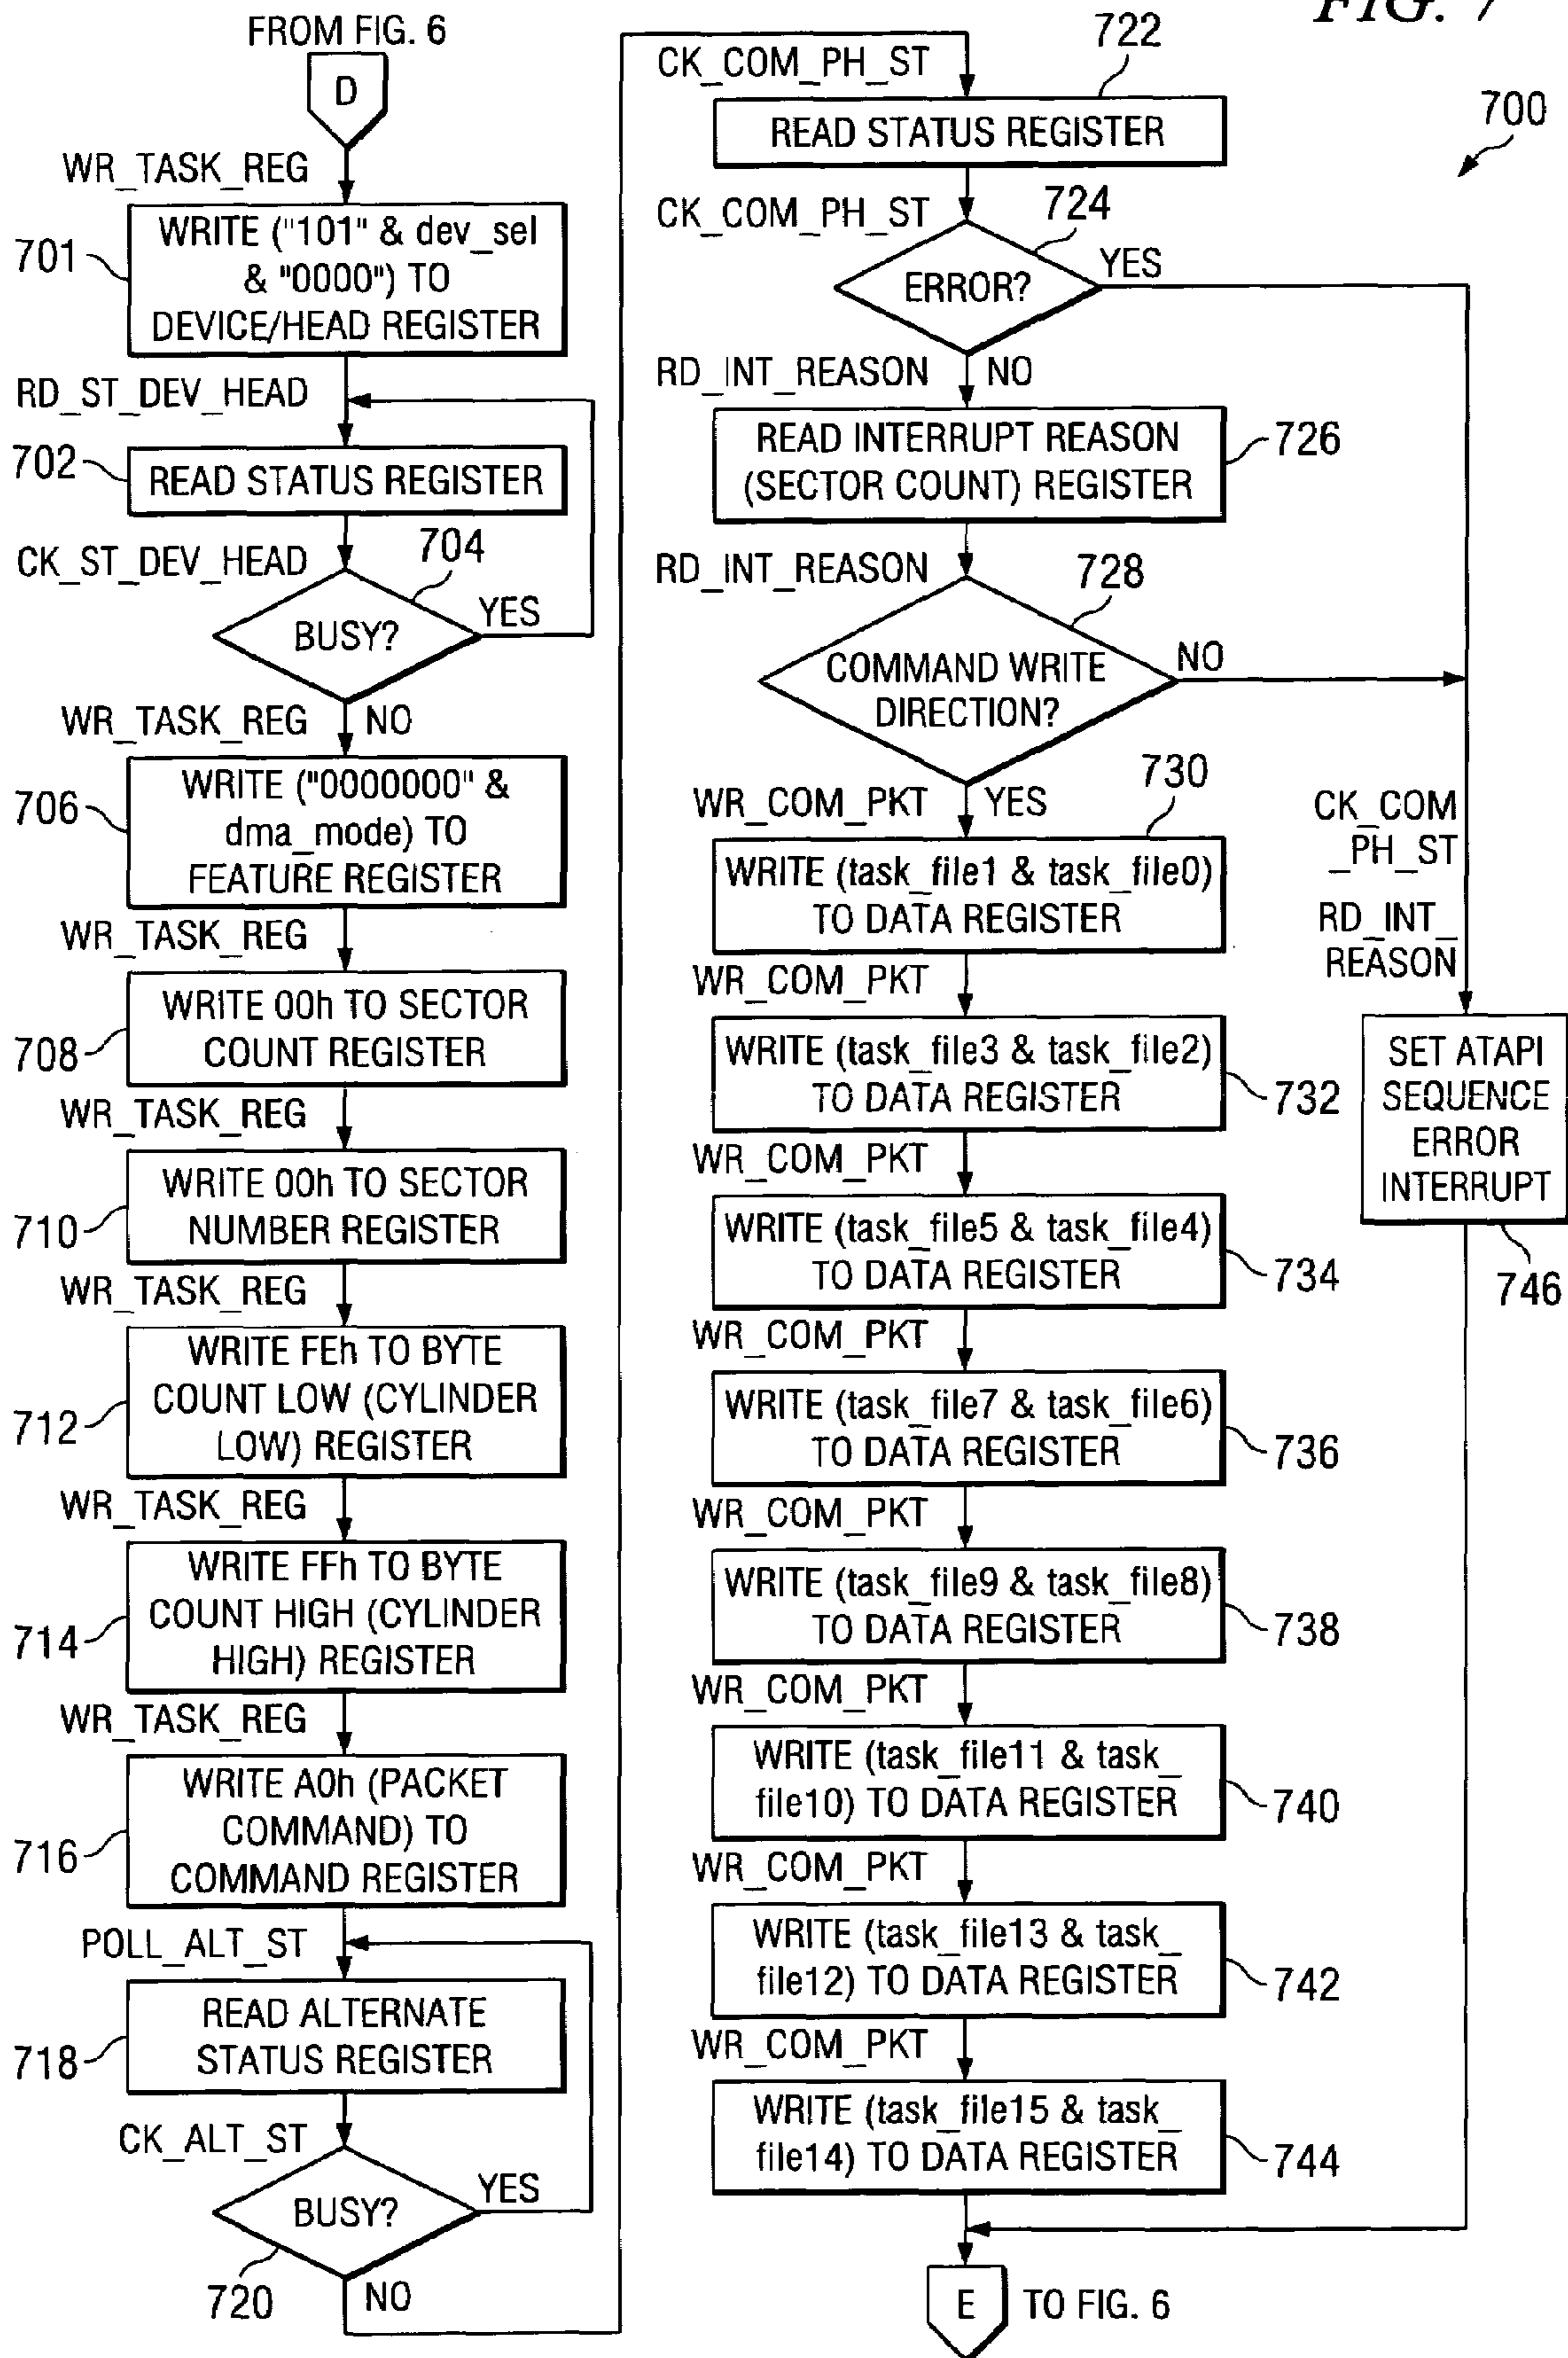 FIG. 7
700
FROM FIG. 6
D
WR_TASK_REG
701
WRITE ("101" & dev_sel
& "0000") TO
DEVICE/HEAD REGISTER
RD_ST_DEV_HEAD
702
READ STATUS REGISTER
CK_ST_DEV_HEAD
704
BUSY?
YES
WR_TASK_REG
NO
706
WRITE ("0000000" &
dma_mode) TO
FEATURE REGISTER
WR_TASK_REG
708
WRITE 00h TO SECTOR
COUNT REGISTER
WR_TASK_REG
710
WRITE 00h TO SECTOR
NUMBER REGISTER
WR_TASK_REG
712
WRITE FEh TO BYTE
COUNT LOW (CYLINDER
LOW) REGISTER
WR_TASK_REG
714
WRITE FFh TO BYTE
COUNT HIGH (CYLINDER
HIGH) REGISTER
WR_TASK_REG
716
WRITE A0h (PACKET
COMMAND) TO
COMMAND REGISTER
POLL_ALT_ST
718
READ ALTERNATE
STATUS REGISTER
CK_ALT_ST
BUSY?
YES
720
NO
CK_COM_PH_ST
722
READ STATUS REGISTER
CK_COM_PH_ST
724
ERROR?
YES
RD_INT_REASON
NO
READ INTERRUPT REASON
(SECTOR COUNT) REGISTER
726
RD_INT_REASON
728
COMMAND WRITE
DIRECTION?
NO
WR_COM_PKT
YES
730
WRITE (task_file1 & task_file0)
TO DATA REGISTER
WR_COM_PKT
WRITE (task_file3 & task_file2)
TO DATA REGISTER
732
WR_COM_PKT
WRITE (task_file5 & task_file4)
TO DATA REGISTER
734
WR_COM_PKT
WRITE (task_file7 & task_file6)
TO DATA REGISTER
736
WR_COM_PKT
WRITE (task_file9 & task_file8)
TO DATA REGISTER
738
WR_COM_PKT
WRITE (task_file11 & task_
file10) TO DATA REGISTER
740
WR_COM_PKT
WRITE (task_file13 & task_
file12) TO DATA REGISTER
742
WR_COM_PKT
WRITE (task_file15 & task_
file14) TO DATA REGISTER
744
CK_COM
_PH_ST
RD_INT_
REASON
SET ATAPI
SEQUENCE
ERROR
INTERRUPT
746
E
TO FIG. 6